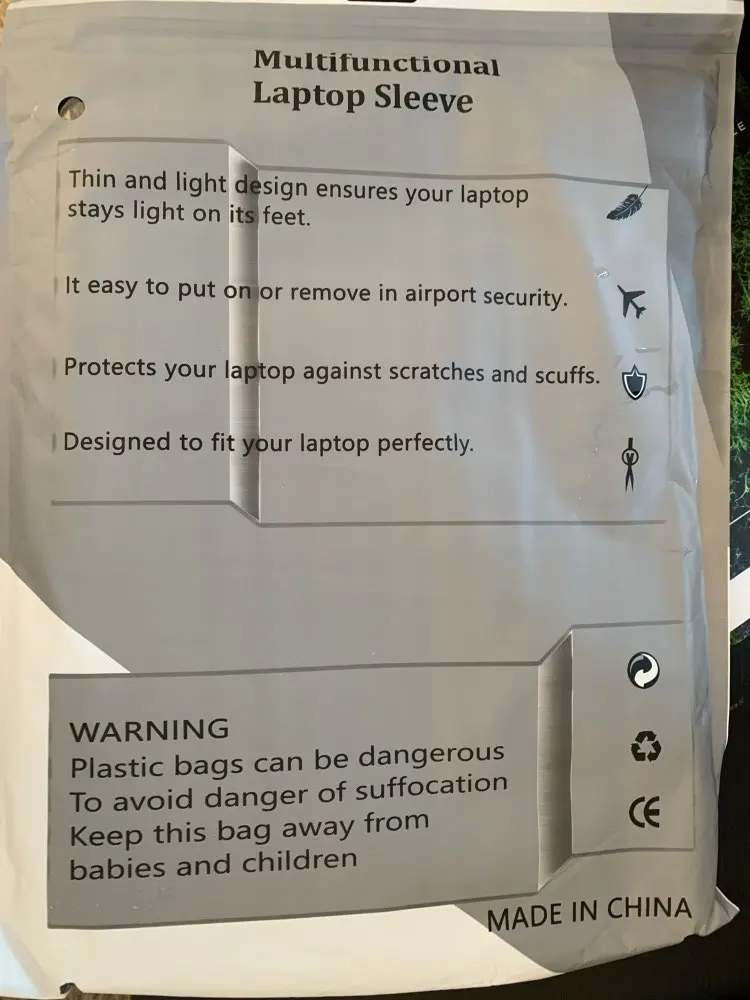 Multifunctional
Laptop Sleeve
Thin and light design ensures your laptop
stays light on its feet.
It easy to put on or remove in airport security.
Protects your laptop against scratches and scuffs.
Designed to fit your laptop perfectly.
WARNING
Plastic bags can be dangerous
To avoid danger of suffocation
Keep this bag away from
babies and children
CE
MADE IN CHINA